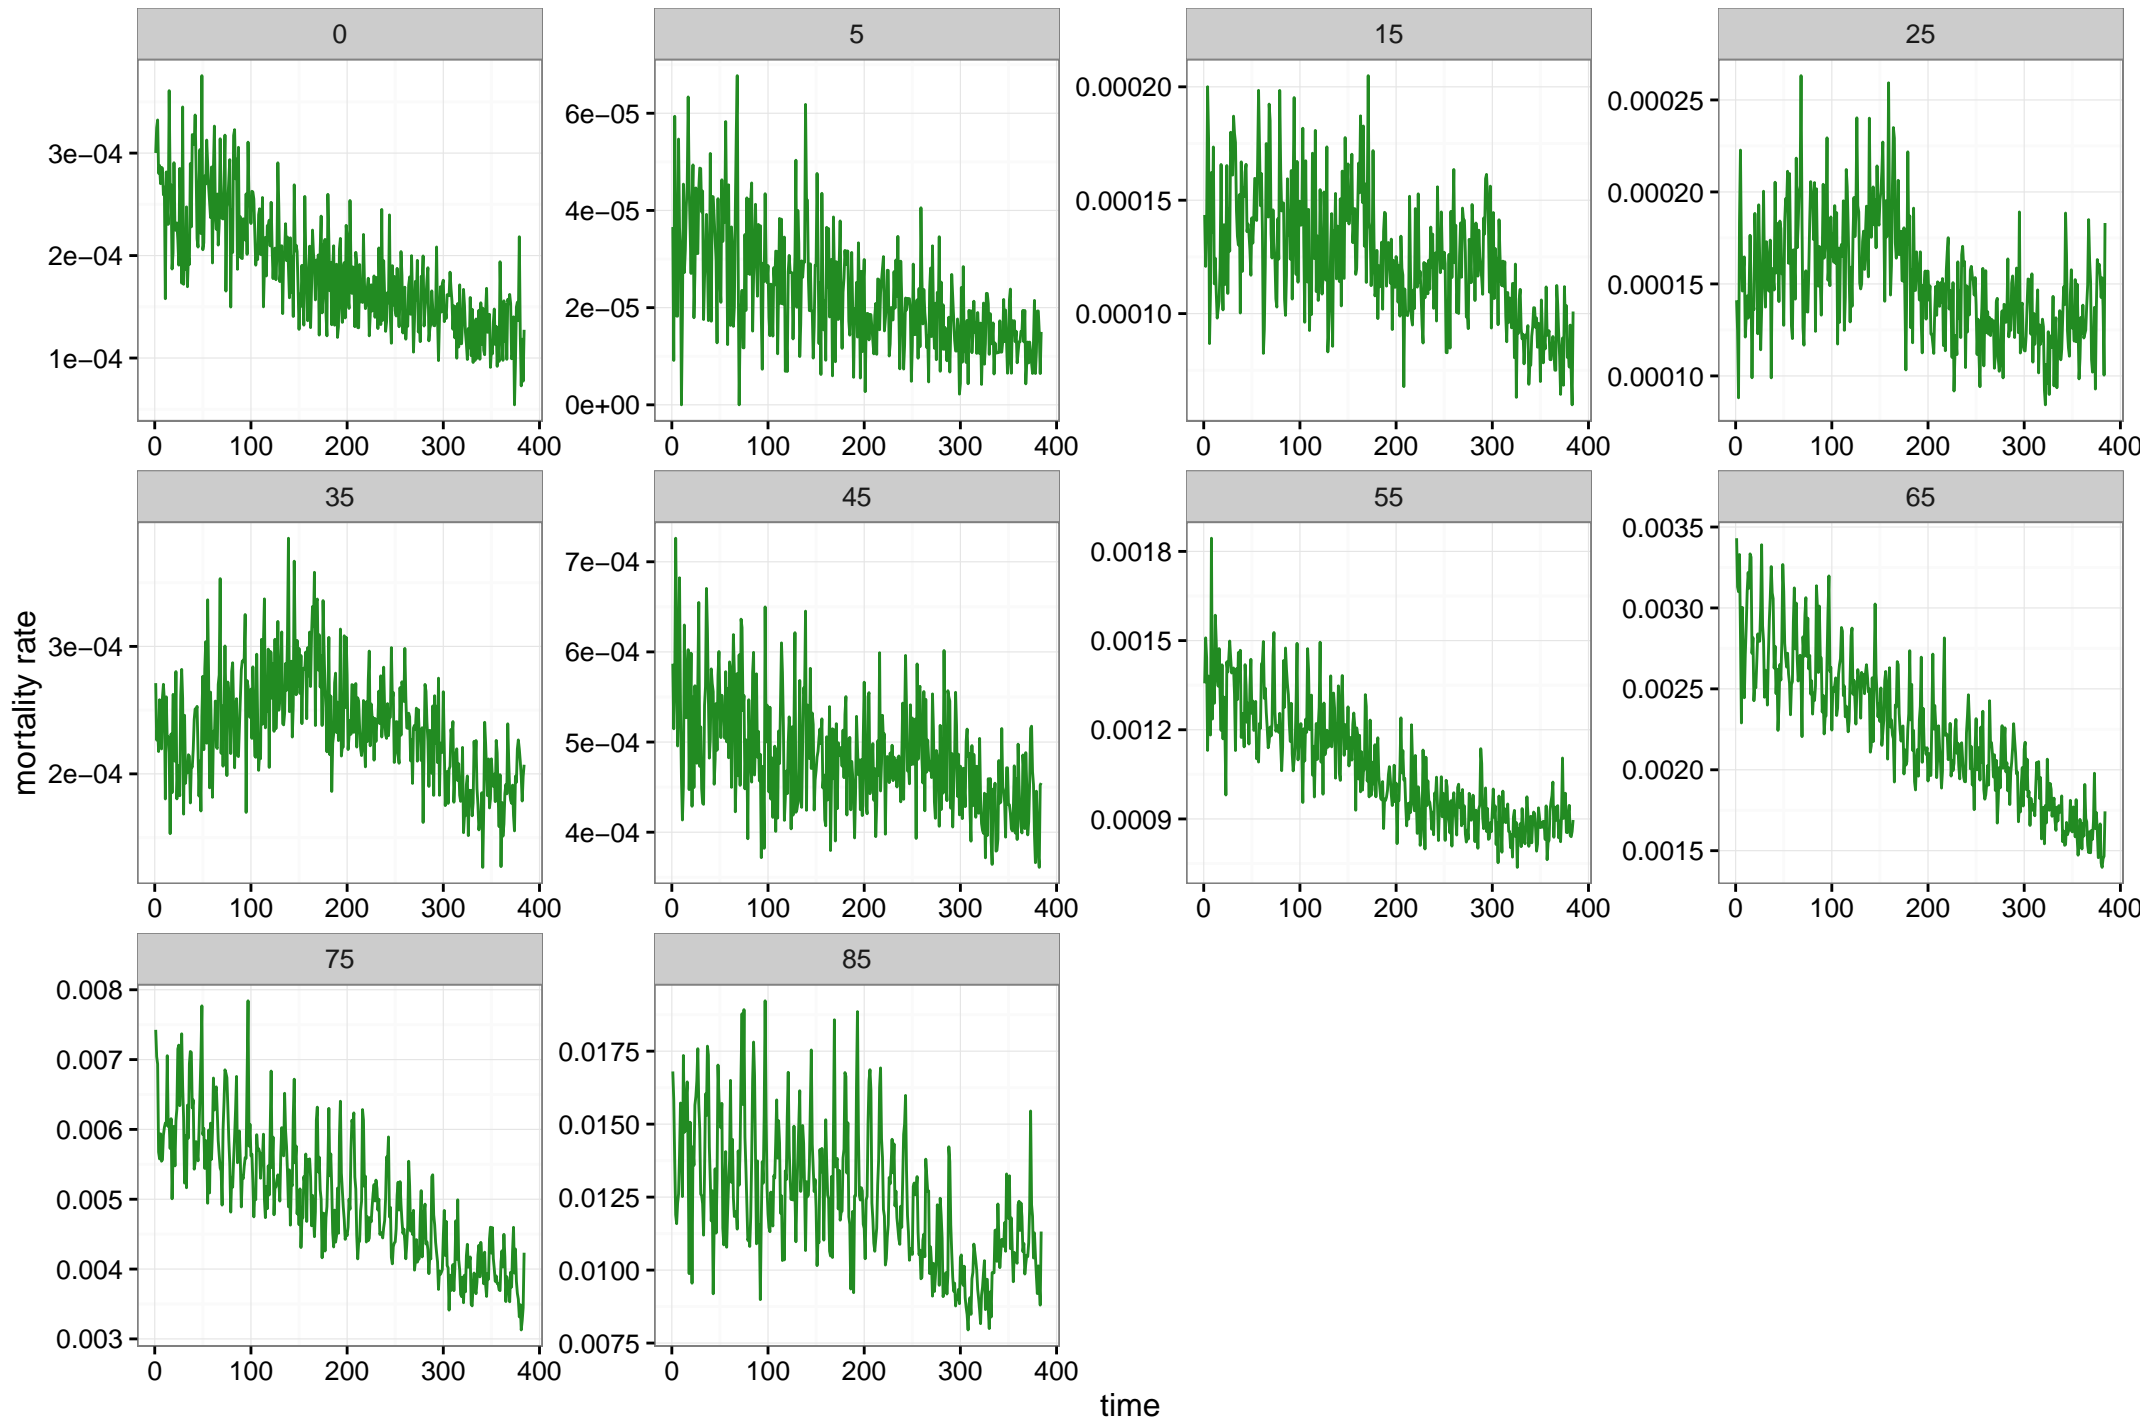 0 5 15 25
3e−04
2e−04
1e−04
0 100 200 300 400
6e−05
4e−05
2e−05
0e+00
0 100 200 300 400
0.00020
0.00015
0.00010
0 100 200 300 400
0.00025
0.00020
0.00015
0.00010
0 100 200 300 400
mortality rate
35 45 55 65
3e−04
2e−04
0 100 200 300 400
7e−04
6e−04
5e−04
4e−04
0 100 200 300 400
0.0018
0.0015
0.0012
0.0009
0 100 200 300 400
0.0035
0.0030
0.0025
0.0020
0.0015
0 100 200 300 400
75 85
0.008
0.007
0.006
0.005
0.004
0.003
0 100 200 300 400
0.0175
0.0150
0.0125
0.0100
0.0075
0 100 200 300 400
time